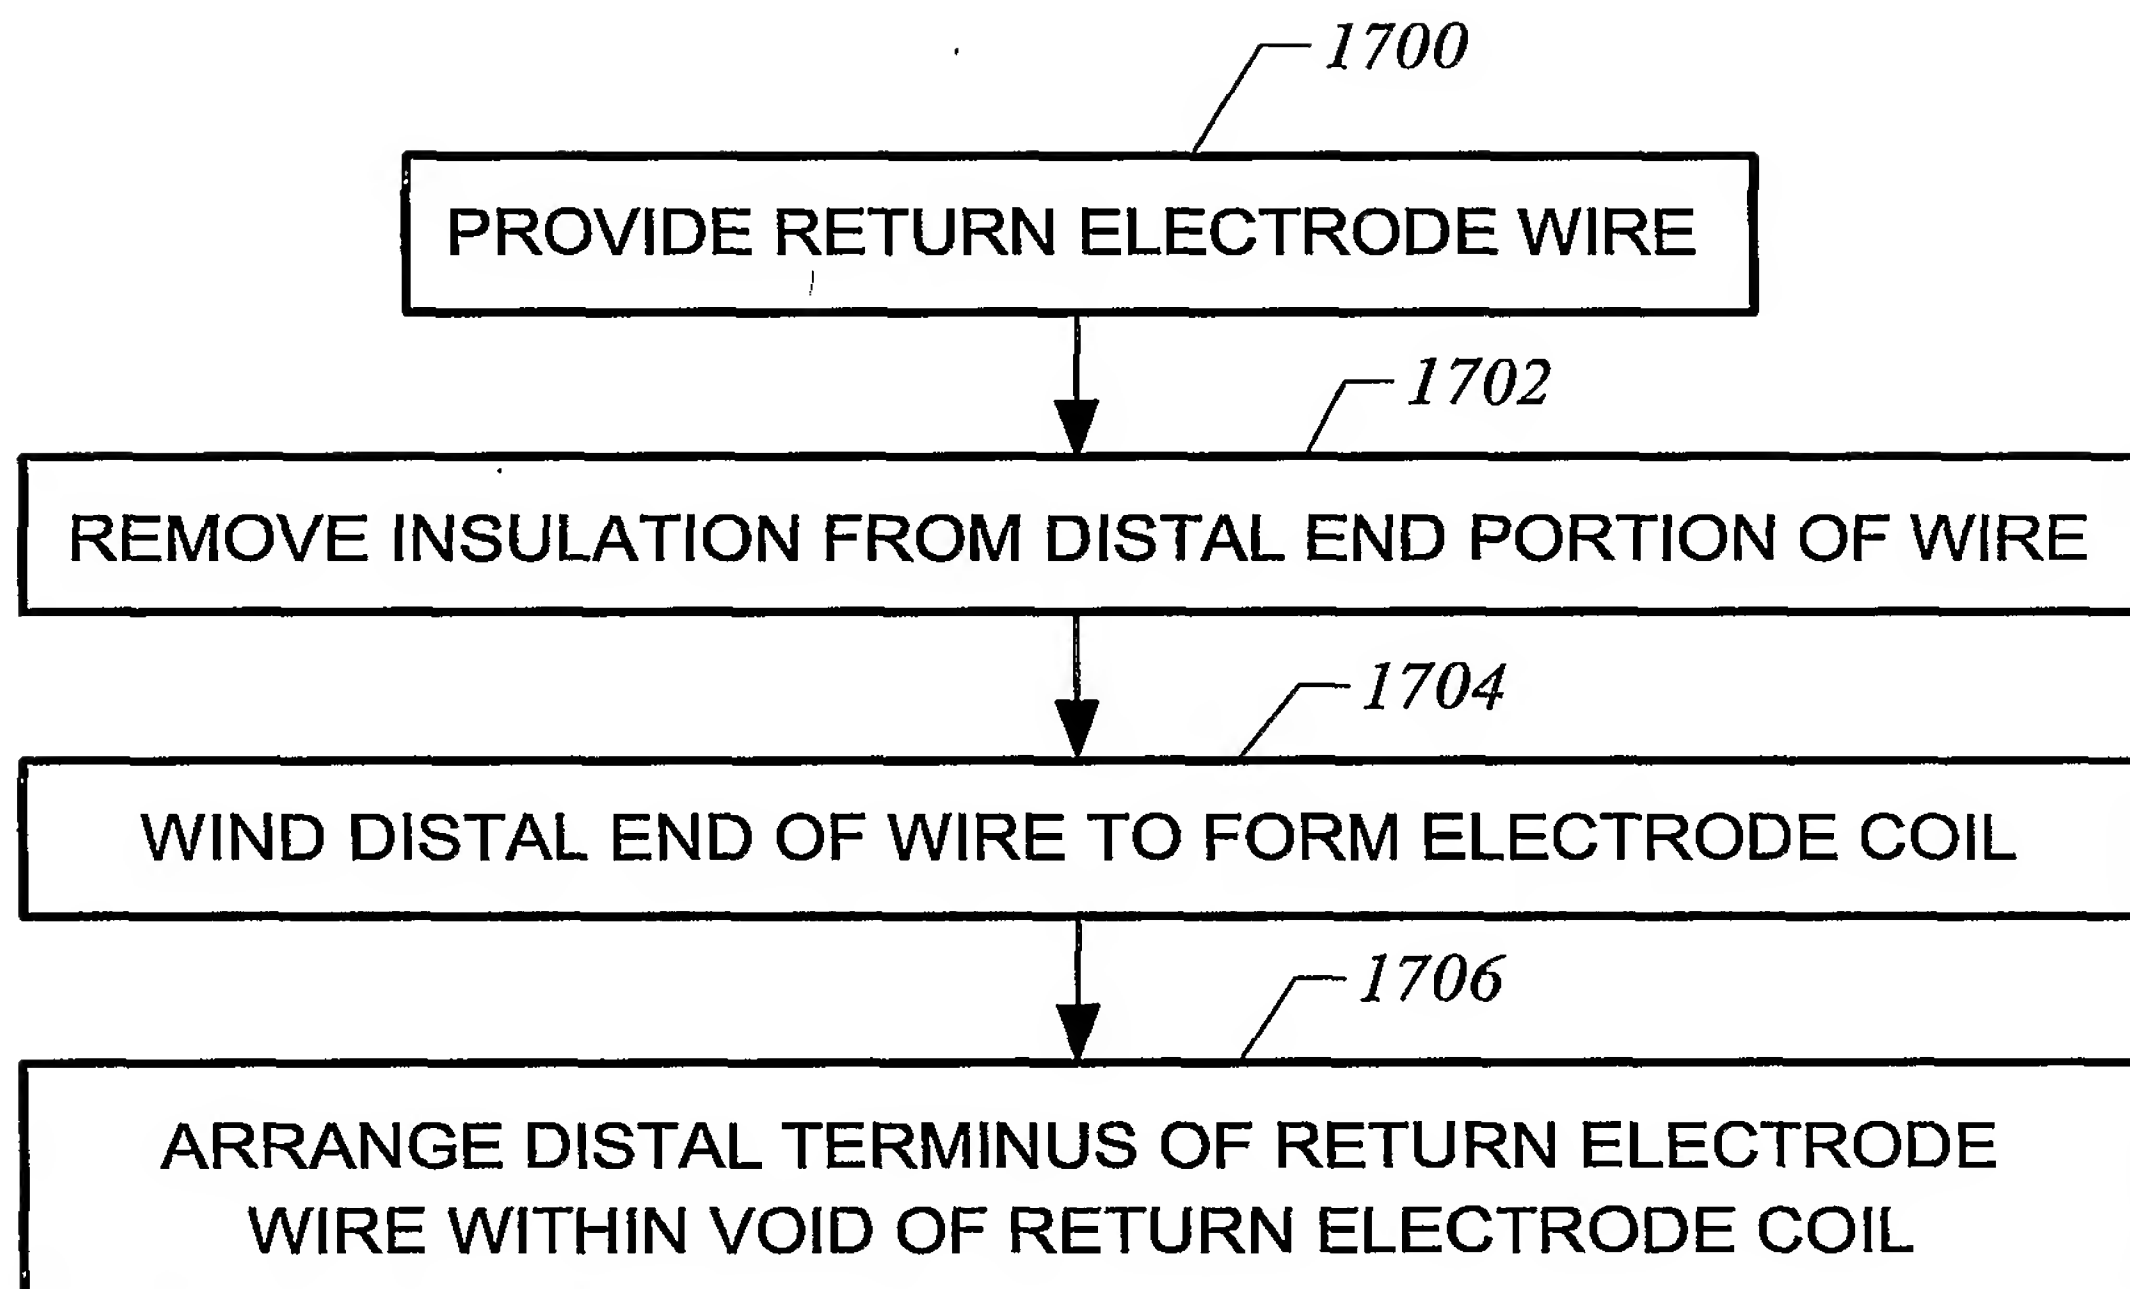 1700
PROVIDE RETURN ELECTRODE WIRE
1702
REMOVE INSULATION FROM DISTAL END PORTION OF WIRE
1704
WIND DISTAL END OF WIRE TO FORM ELECTRODE COIL
1706
ARRANGE DISTAL TERMINUS OF RETURN ELECTRODE
WIRE WITHIN VOID OF RETURN ELECTRODE COIL